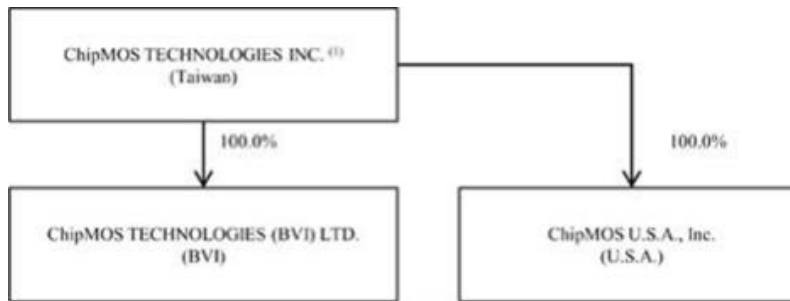 ChipMOS TECHNOLOGIES INC. (1)
(Taiwan)
100.0%
100.0%
ChipMOS TECHNOLOGIES (BVI) LTD.
(BVI)
ChipMOS U.S.A., Inc.
(U.S.A.)